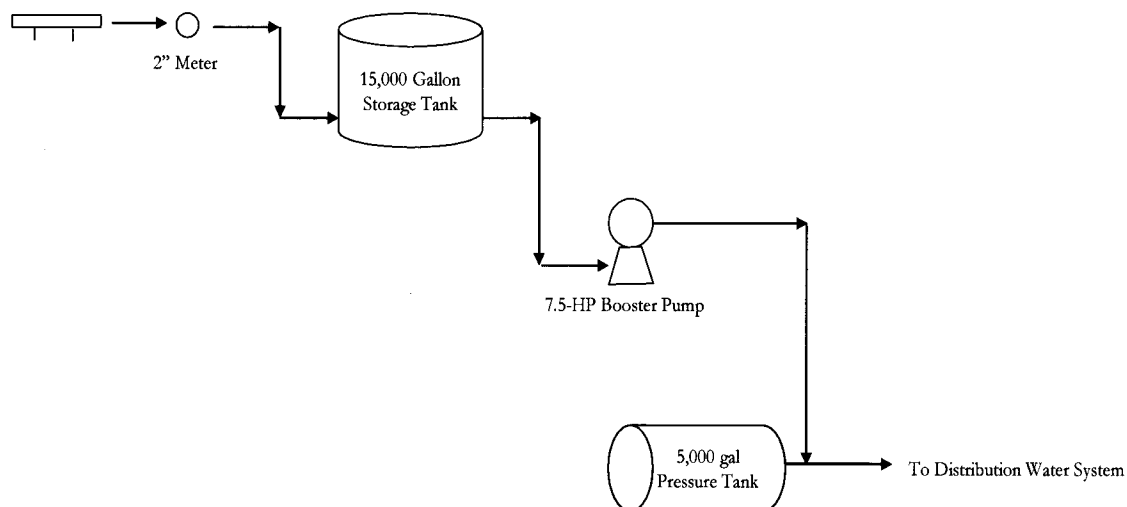 2” Meter
15,000 Gallon
Storage Tank
7.5-HP Booster Pump
5,000 gal
Pressure Tank
To Distribution Water System